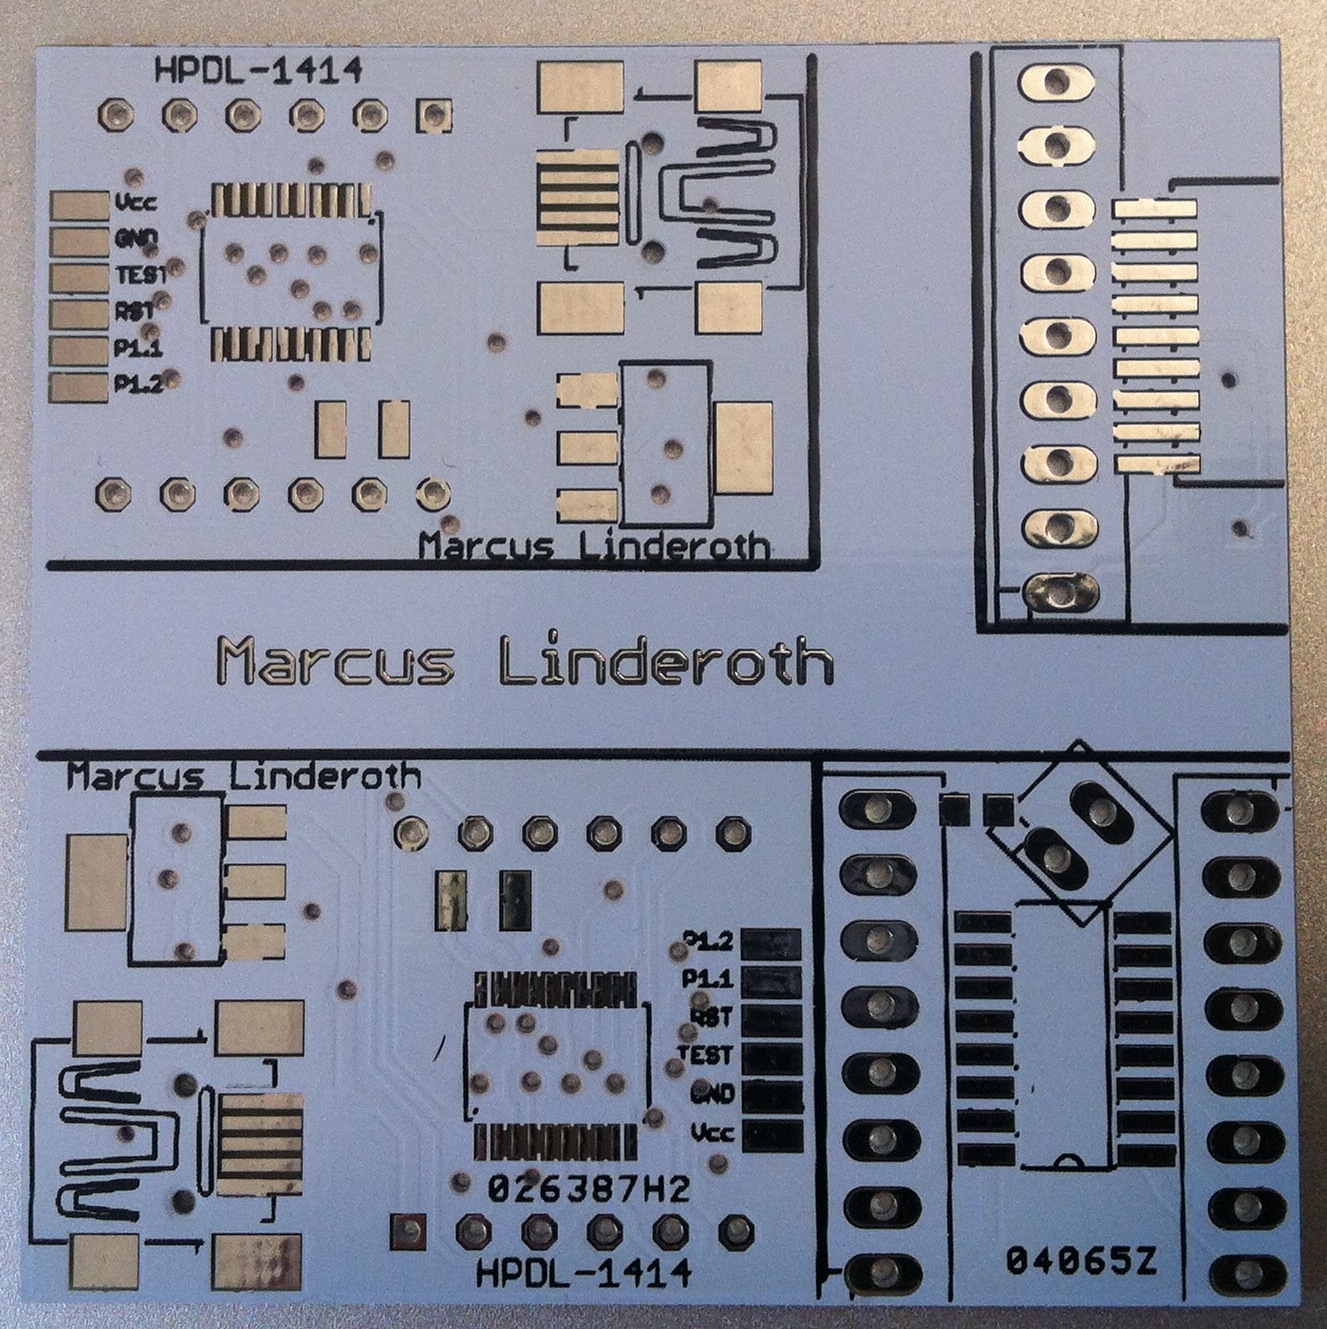 HPDL-1414
Vcc
GND
TEST
RST
P1.1
P1.2
Marcus Linderoth
Marcus Linderoth
Marcus Linderoth
P1.2
P1.1
RST
TEST
GND
Vcc
026387H2
HPDL-1414
04065Z